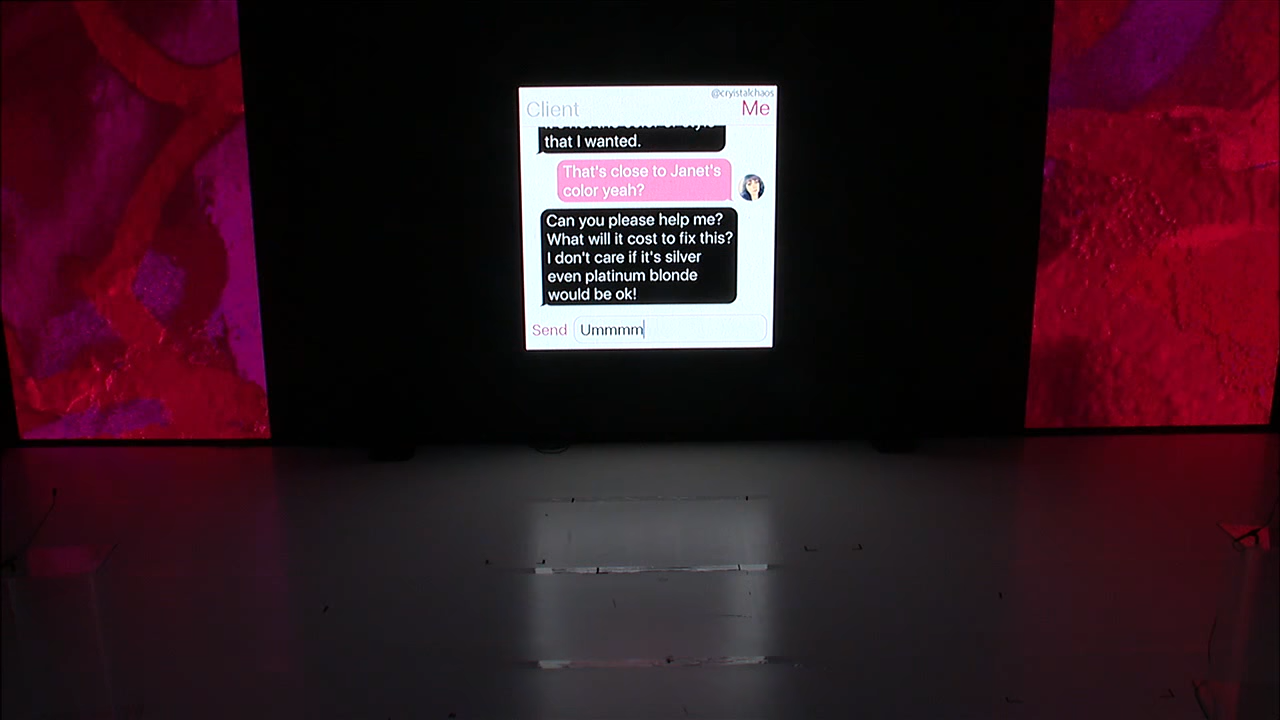 @crystalchaos
Client
Me
that I wanted.
That's close to Janet's
color yeah?
Can you please help me?
What will it cost to fix this?
I don't care if it's silver
even platinum blonde
would be ok!
Send
Ummmm